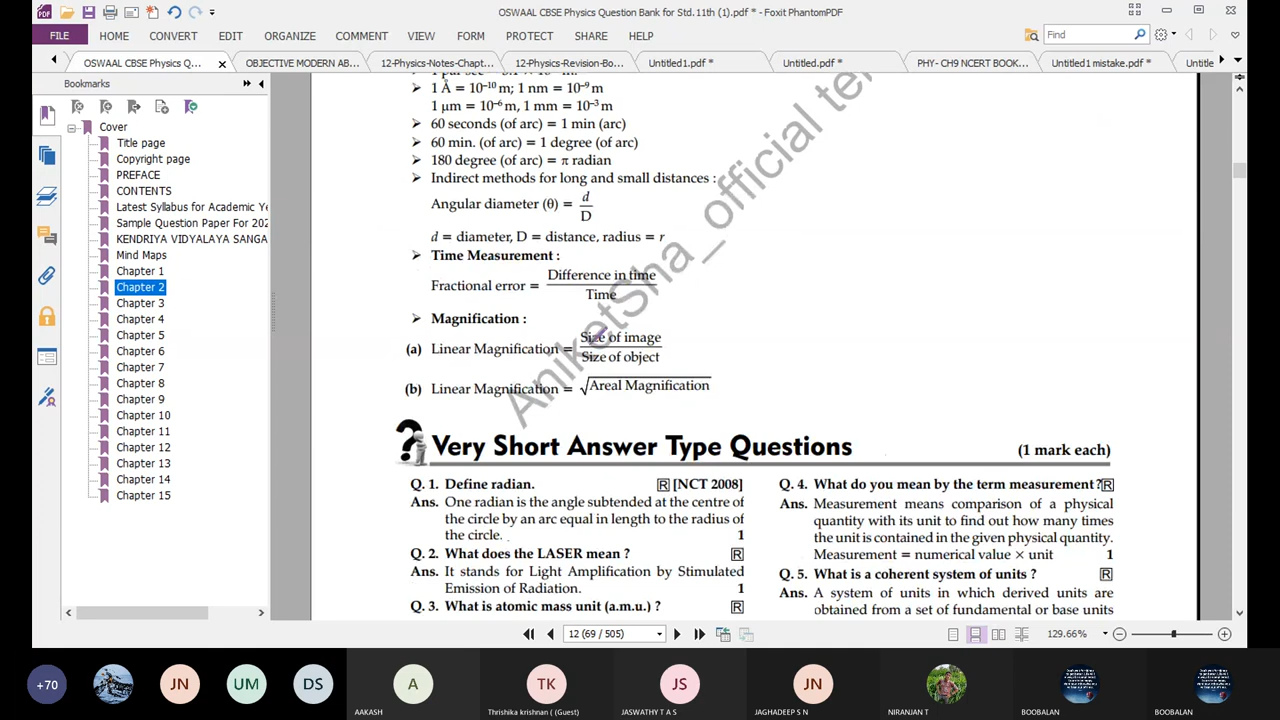 OSWAAL CBSE Physics Question Bank for Std.11th (1).pdf * - Foxit PhantomPDF
FILE HOME CONVERT EDIT ORGANIZE COMMENT VIEW FORM PROTECT SHARE HELP Find
OSWAAL CBSE Physics Q... x OBJECTIVE MODERN AB... 12-Physics-Notes-Chapt... 12-Physics-Revision-Bo... Untitled1.pdf * Untitled.pdf * PHY- CH9 NCERT BOOK... Untitled1 mistake.pdf * Untitle
Bookmarks
Cover
Title page
Copyright page
PREFACE
CONTENTS
Latest Syllabus for Academic Ye
Sample Question Paper For 202
KENDRIYA VIDYALAYA SANGA
Mind Maps
Chapter 1
Chapter 2
Chapter 3
Chapter 4
Chapter 5
Chapter 6
Chapter 7
Chapter 8
Chapter 9
Chapter 10
Chapter 11
Chapter 12
Chapter 13
Chapter 14
Chapter 15
➤ 1 Å = 10⁻¹⁰ m; 1 nm = 10⁻⁹ m
1 μm = 10⁻⁶ m, 1 mm = 10⁻³ m
➤ 60 seconds (of arc) = 1 min (arc)
➤ 60 min. (of arc) = 1 degree (of arc)
➤ 180 degree (of arc) = π radian
➤ Indirect methods for long and small distances :
Angular diameter (θ) = d/D
d = diameter, D = distance, radius = r
➤ Time Measurement :
Fractional error = Difference in time / Time
➤ Magnification :
(a) Linear Magnification = Size of image / Size of object
(b) Linear Magnification = √Areal Magnification
AniketSha_official te
? Very Short Answer Type Questions (1 mark each)
Q. 1. Define radian. R [NCT 2008]
Ans. One radian is the angle subtended at the centre of
the circle by an arc equal in length to the radius of
the circle. 1
Q. 2. What does the LASER mean ? R
Ans. It stands for Light Amplification by Stimulated
Emission of Radiation. 1
Q. 3. What is atomic mass unit (a.m.u.) ? R
Q. 4. What do you mean by the term measurement ? R
Ans. Measurement means comparison of a physical
quantity with its unit to find out how many times
the unit is contained in the given physical quantity.
Measurement = numerical value × unit 1
Q. 5. What is a coherent system of units ? R
Ans. A system of units in which derived units are
obtained from a set of fundamental or base units
12 (69 / 505) 129.66%
+70 JN UM DS A TK JS JN
AAKASH Thrishika krishnan ( (Guest) JASWATHY T A S JAGHADEEP S N NIRANJAN T BOOBALAN BOOBALAN